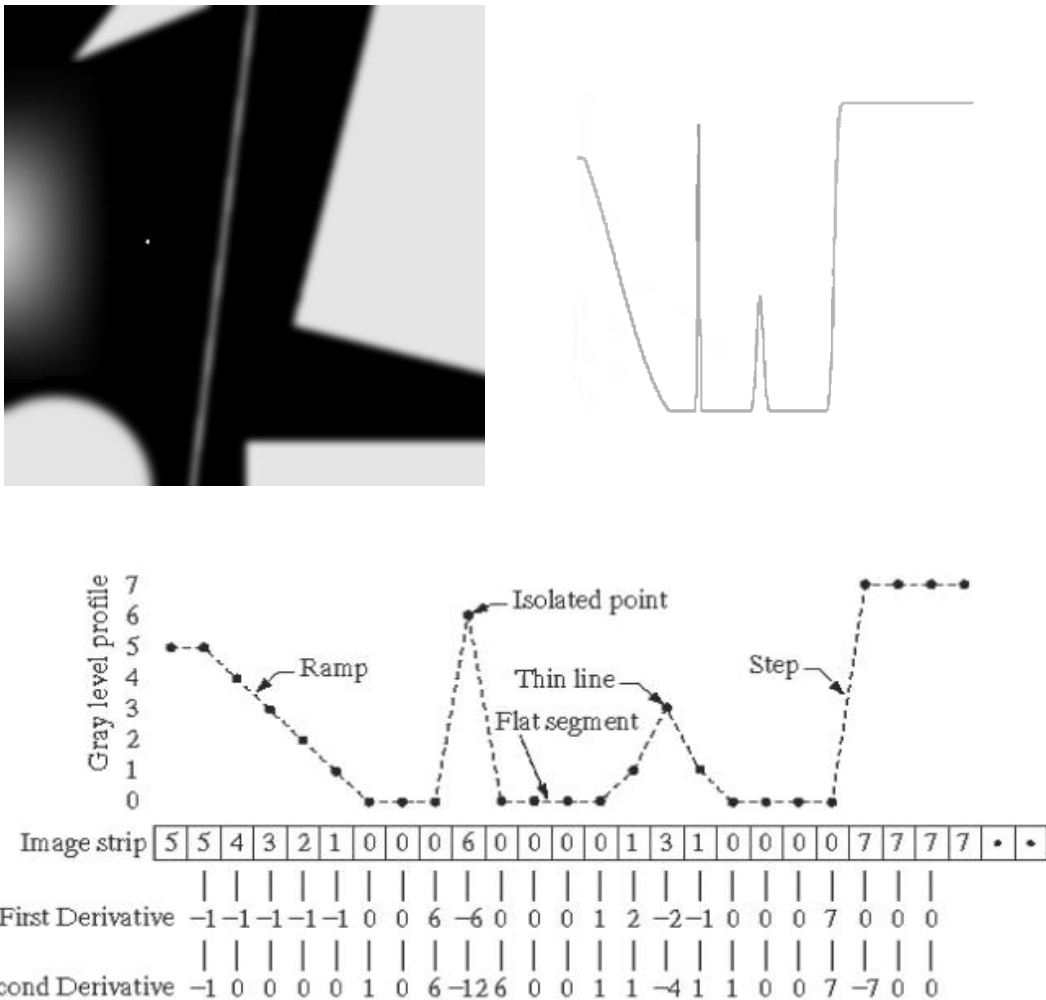 Gray level profile
7
6
5
4
3
2
1
0
Isolated point
Ramp
Thin line
Step
Flat segment
Image strip 5 5 4 3 2 1 0 0 0 6 0 0 0 0 1 3 1 0 0 0 0 7 7 7 7 • •
First Derivative −1 −1 −1 −1 −1 0 0 6 −6 0 0 0 1 2 −2 −1 0 0 0 7 0 0 0
cond Derivative −1 0 0 0 0 1 0 6 −12 6 0 0 1 1 −4 1 1 0 0 7 −7 0 0